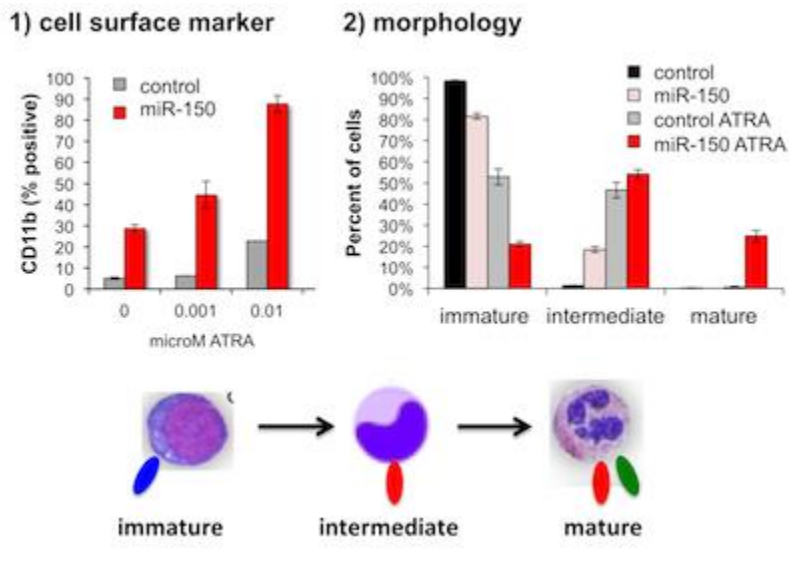 1) cell surface marker
CD11b (% positive)
100
90
80
70
60
50
40
30
20
10
0
control
miR-150
0 0.001 0.01
microM ATRA
2) morphology
Percent of cells
100%
90%
80%
70%
60%
50%
40%
30%
20%
10%
0%
control
miR-150
control ATRA
miR-150 ATRA
immature intermediate mature
immature intermediate mature